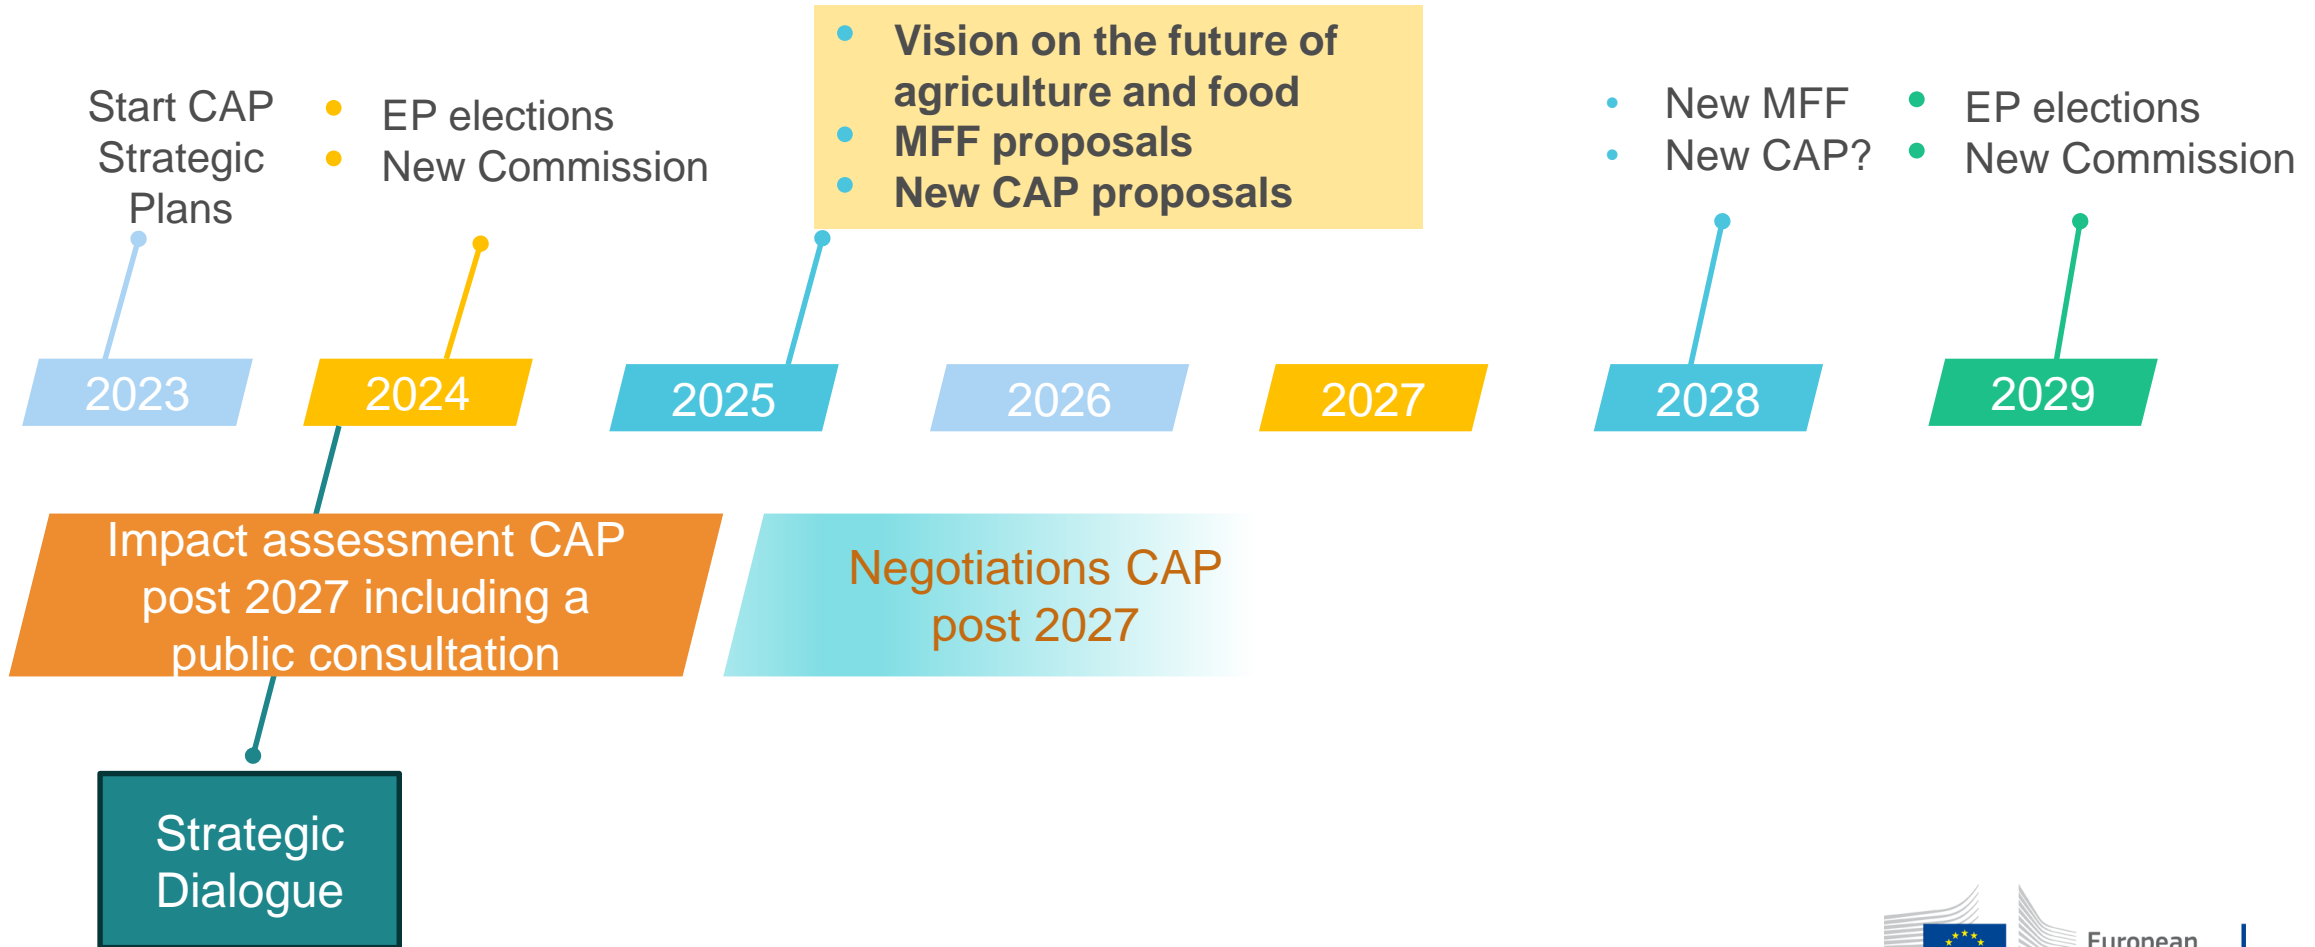 Start CAP
Strategic
Plans
• EP elections
• New Commission
• Vision on the future of
agriculture and food
• MFF proposals
• New CAP proposals
• New MFF
• New CAP?
• EP elections
• New Commission
2023
2024
2025
2026
2027
2028
2029
Impact assessment CAP
post 2027 including a
public consultation
Negotiations CAP
post 2027
Strategic
Dialogue
European